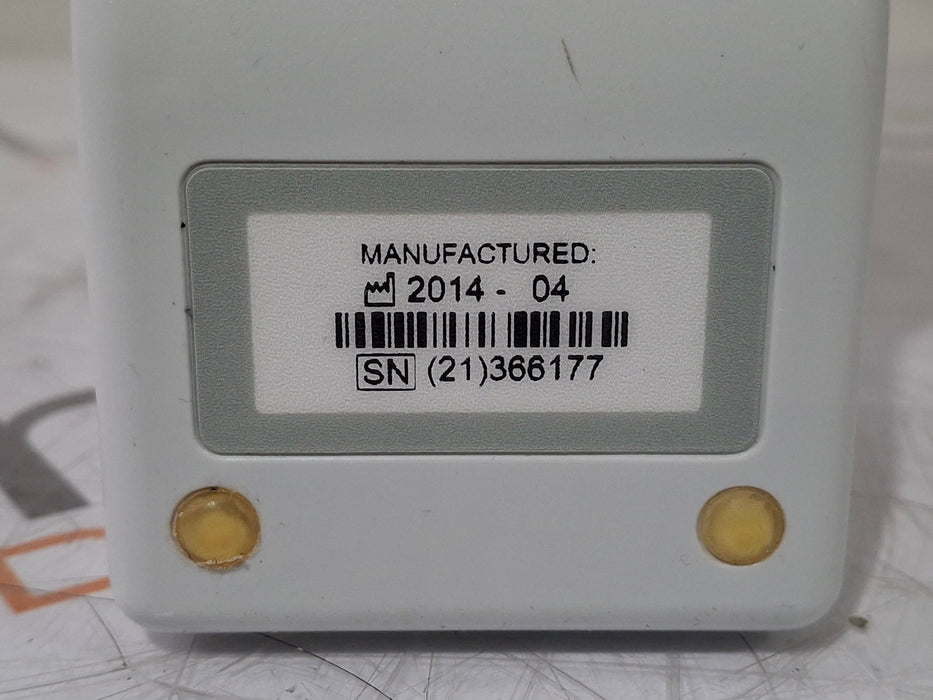 MANUFACTURED:
2014 - 04
SN (21)366177